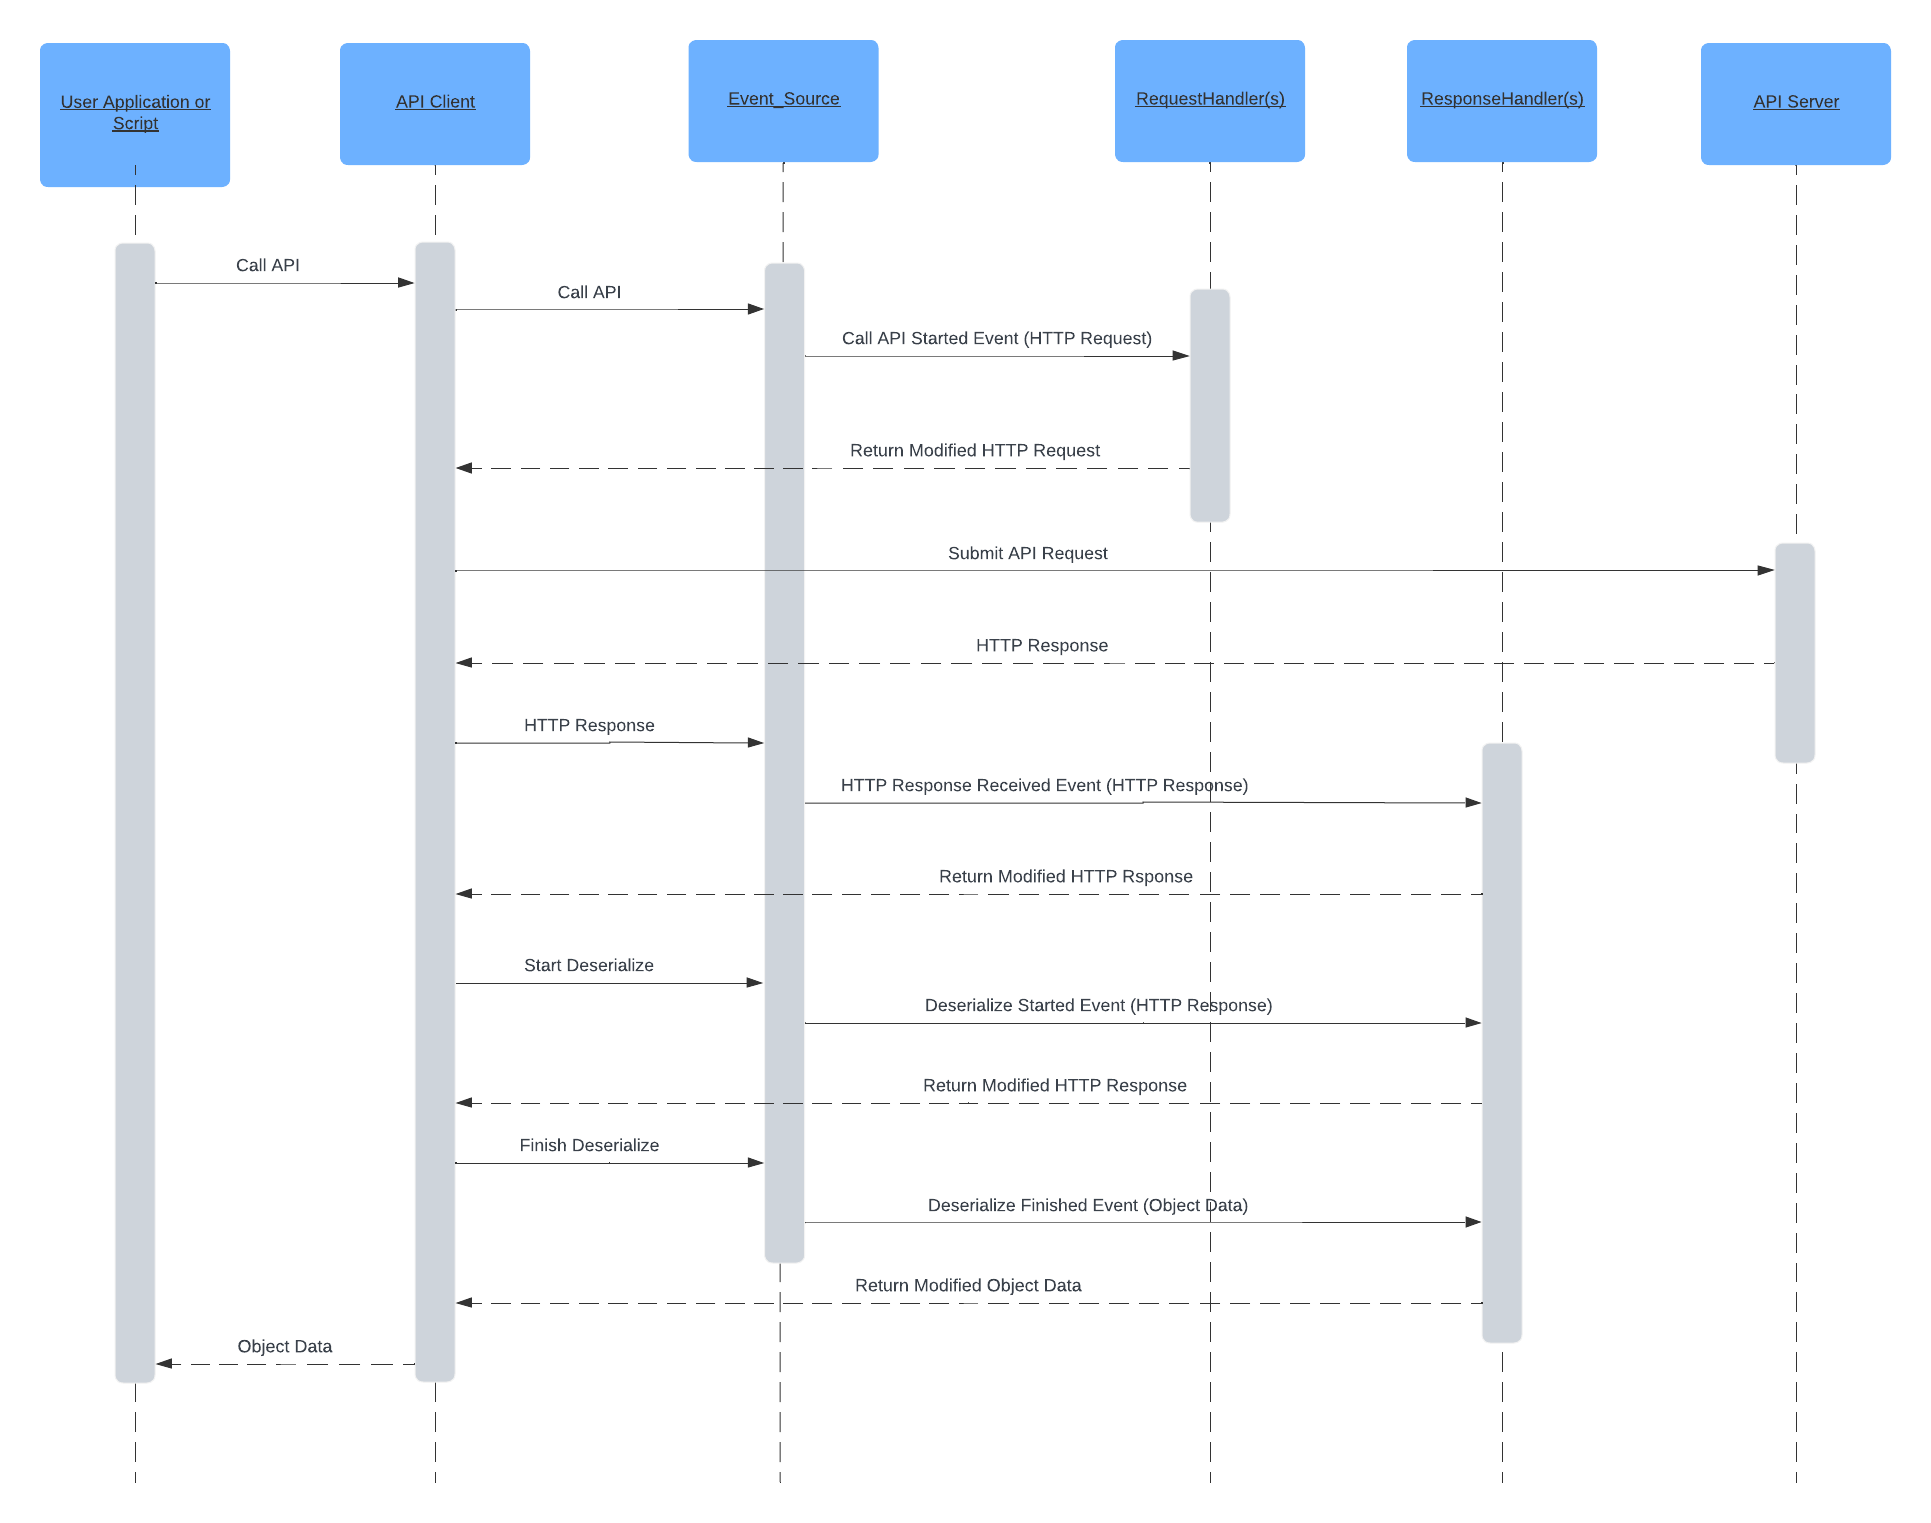 User Application or
Script
API Client
Event_Source
RequestHandler(s)
ResponseHandler(s)
API Server
Call API
Call API
Call API Started Event (HTTP Request)
Return Modified HTTP Request
Submit API Request
HTTP Response
HTTP Response
HTTP Response Received Event (HTTP Response)
Return Modified HTTP Rsponse
Start Deserialize
Deserialize Started Event (HTTP Response)
Return Modified HTTP Response
Finish Deserialize
Deserialize Finished Event (Object Data)
Return Modified Object Data
Object Data